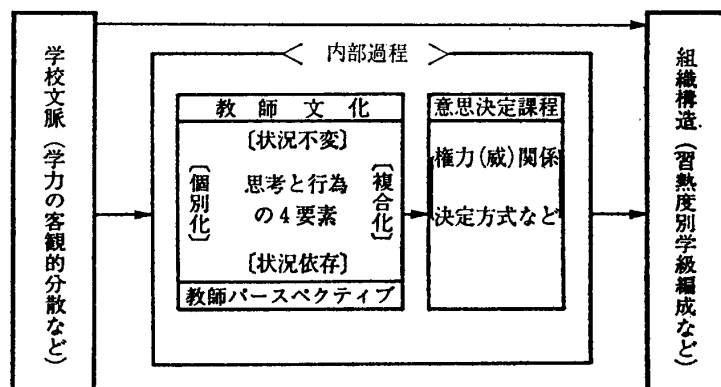 学校文脈（学力の客観的分散など）
内部過程
教師文化
〔状況不変〕
〔個別化〕
思考と行為
の4要素
〔複合化〕
〔状況依存〕
教師パースペクティブ
意思決定課程
権力(威)関係
決定方式など
組織構造（習熟度別学級編成など）